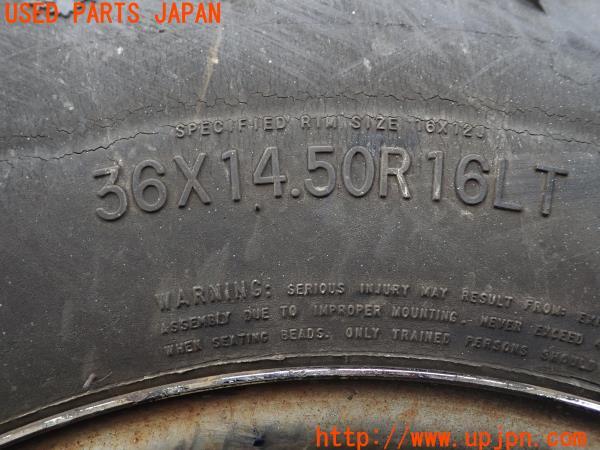 USED PARTS JAPAN
SPECIFIED RIM SIZE 16X12J
36X14.50R16LT
WARNING: SERIOUS INJURY MAY RESULT FROM:
ASSEMBLY DUE TO IMPROPER MOUNTING. NEVER EXCEED
WHEN SEATING BEADS. ONLY TRAINED PERSONS SHOULD
http://www.upjpn.com/